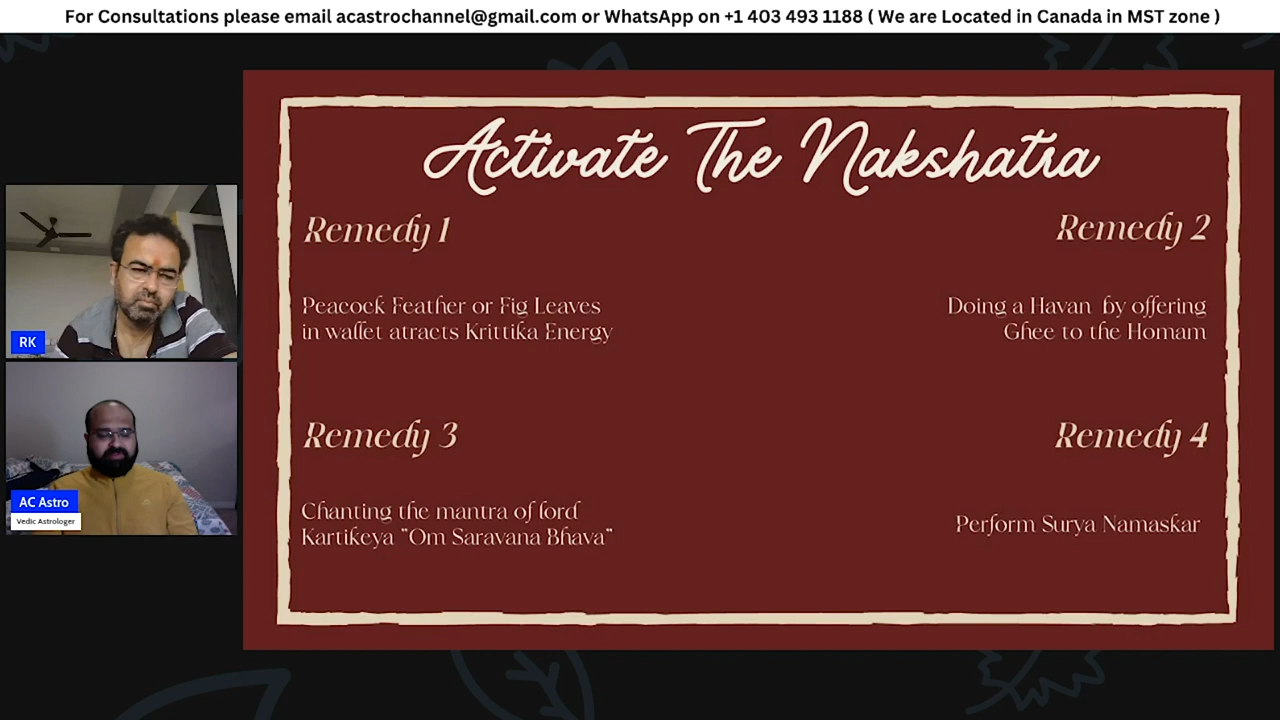 For Consultations please email acastrochannel@gmail.com or WhatsApp on +1 403 493 1188 ( We are Located in Canada in MST zone )
Activate The Nakshatra
Remedy 1
Peacock Feather or Fig Leaves
in wallet atracts Krittika Energy
Remedy 2
Doing a Havan by offering
Ghee to the Homam
Remedy 3
Chanting the mantra of lord
Kartikeya "Om Saravana Bhava"
Remedy 4
Perform Surya Namaskar
RK
AC Astro
Vedic Astrologer